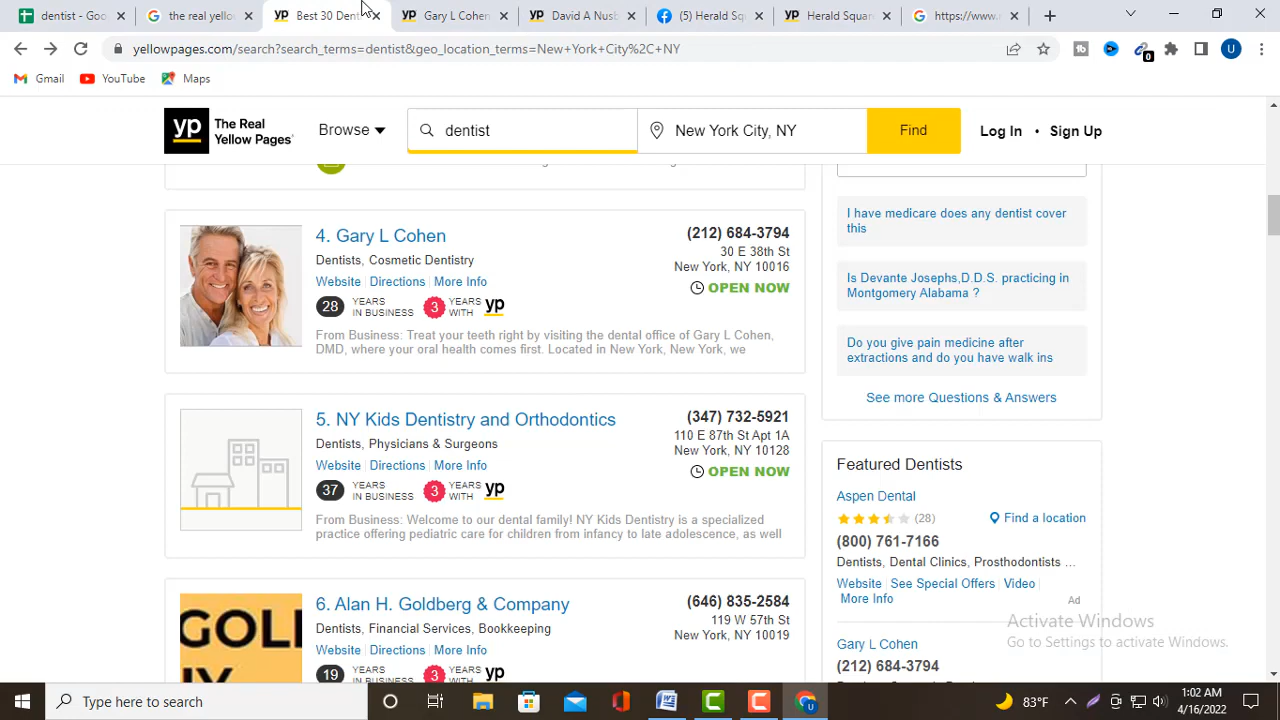 dentist - Go
the real yello
Best 30 Dent
Gary L Cohen
David A Nusb
(5) Herald Sq
Herald Squar
https://www.
yellowpages.com/search?search_terms=dentist&geo_location_terms=New+York+City%2C+NY
0
U
Gmail
YouTube
Maps
yp
The Real
Yellow Pages
Browse
dentist
New York City, NY
Find
Log In • Sign Up
4. Gary L Cohen
Dentists, Cosmetic Dentistry
Website Directions More Info
28 YEARS IN BUSINESS 3 YEARS WITH yp
From Business: Treat your teeth right by visiting the dental office of Gary L Cohen,
DMD, where your oral health comes first. Located in New York, New York, we
(212) 684-3794
30 E 38th St
New York, NY 10016
OPEN NOW
5. NY Kids Dentistry and Orthodontics
Dentists, Physicians & Surgeons
Website Directions More Info
37 YEARS IN BUSINESS 3 YEARS WITH yp
From Business: Welcome to our dental family! NY Kids Dentistry is a specialized
practice offering pediatric care for children from infancy to late adolescence, as well
(347) 732-5921
110 E 87th St Apt 1A
New York, NY 10128
OPEN NOW
GOL
6. Alan H. Goldberg & Company
Dentists, Financial Services, Bookkeeping
Website Directions More Info
19 YEARS IN BUSINESS 3 YEARS WITH yp
(646) 835-2584
119 W 57th St
New York, NY 10019
I have medicare does any dentist cover
this
Is Devante Josephs,D.D.S. practicing in
Montgomery Alabama ?
Do you give pain medicine after
extractions and do you have walk ins
See more Questions & Answers
Featured Dentists
Aspen Dental
(28) Find a location
(800) 761-7166
Dentists, Dental Clinics, Prosthodontists ...
Website See Special Offers Video
More Info
Ad
Gary L Cohen
(212) 684-3794
Activate Windows
Go to Settings to activate Windows.
Type here to search
83°F
1:02 AM
4/16/2022